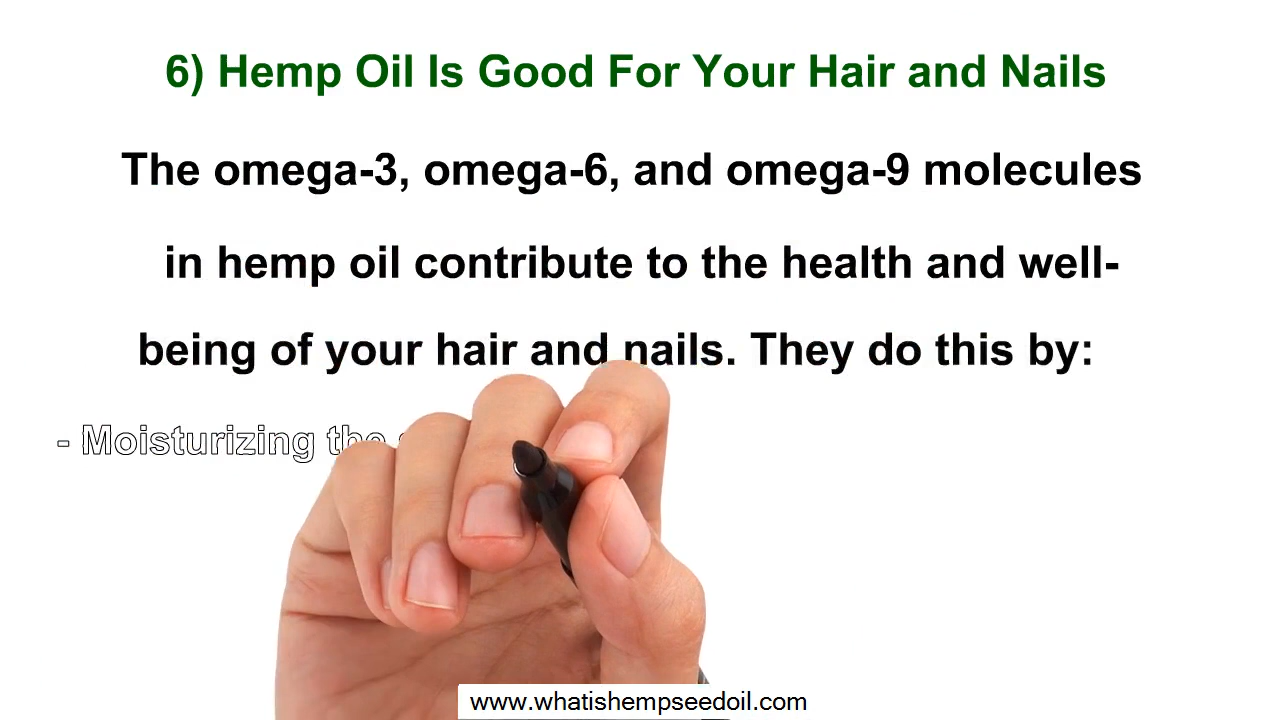 6) Hemp Oil Is Good For Your Hair and Nails
The omega-3, omega-6, and omega-9 molecules
in hemp oil contribute to the health and well-
being of your hair and nails. They do this by:
- Moisturizing the
www.whatishempseedoil.com